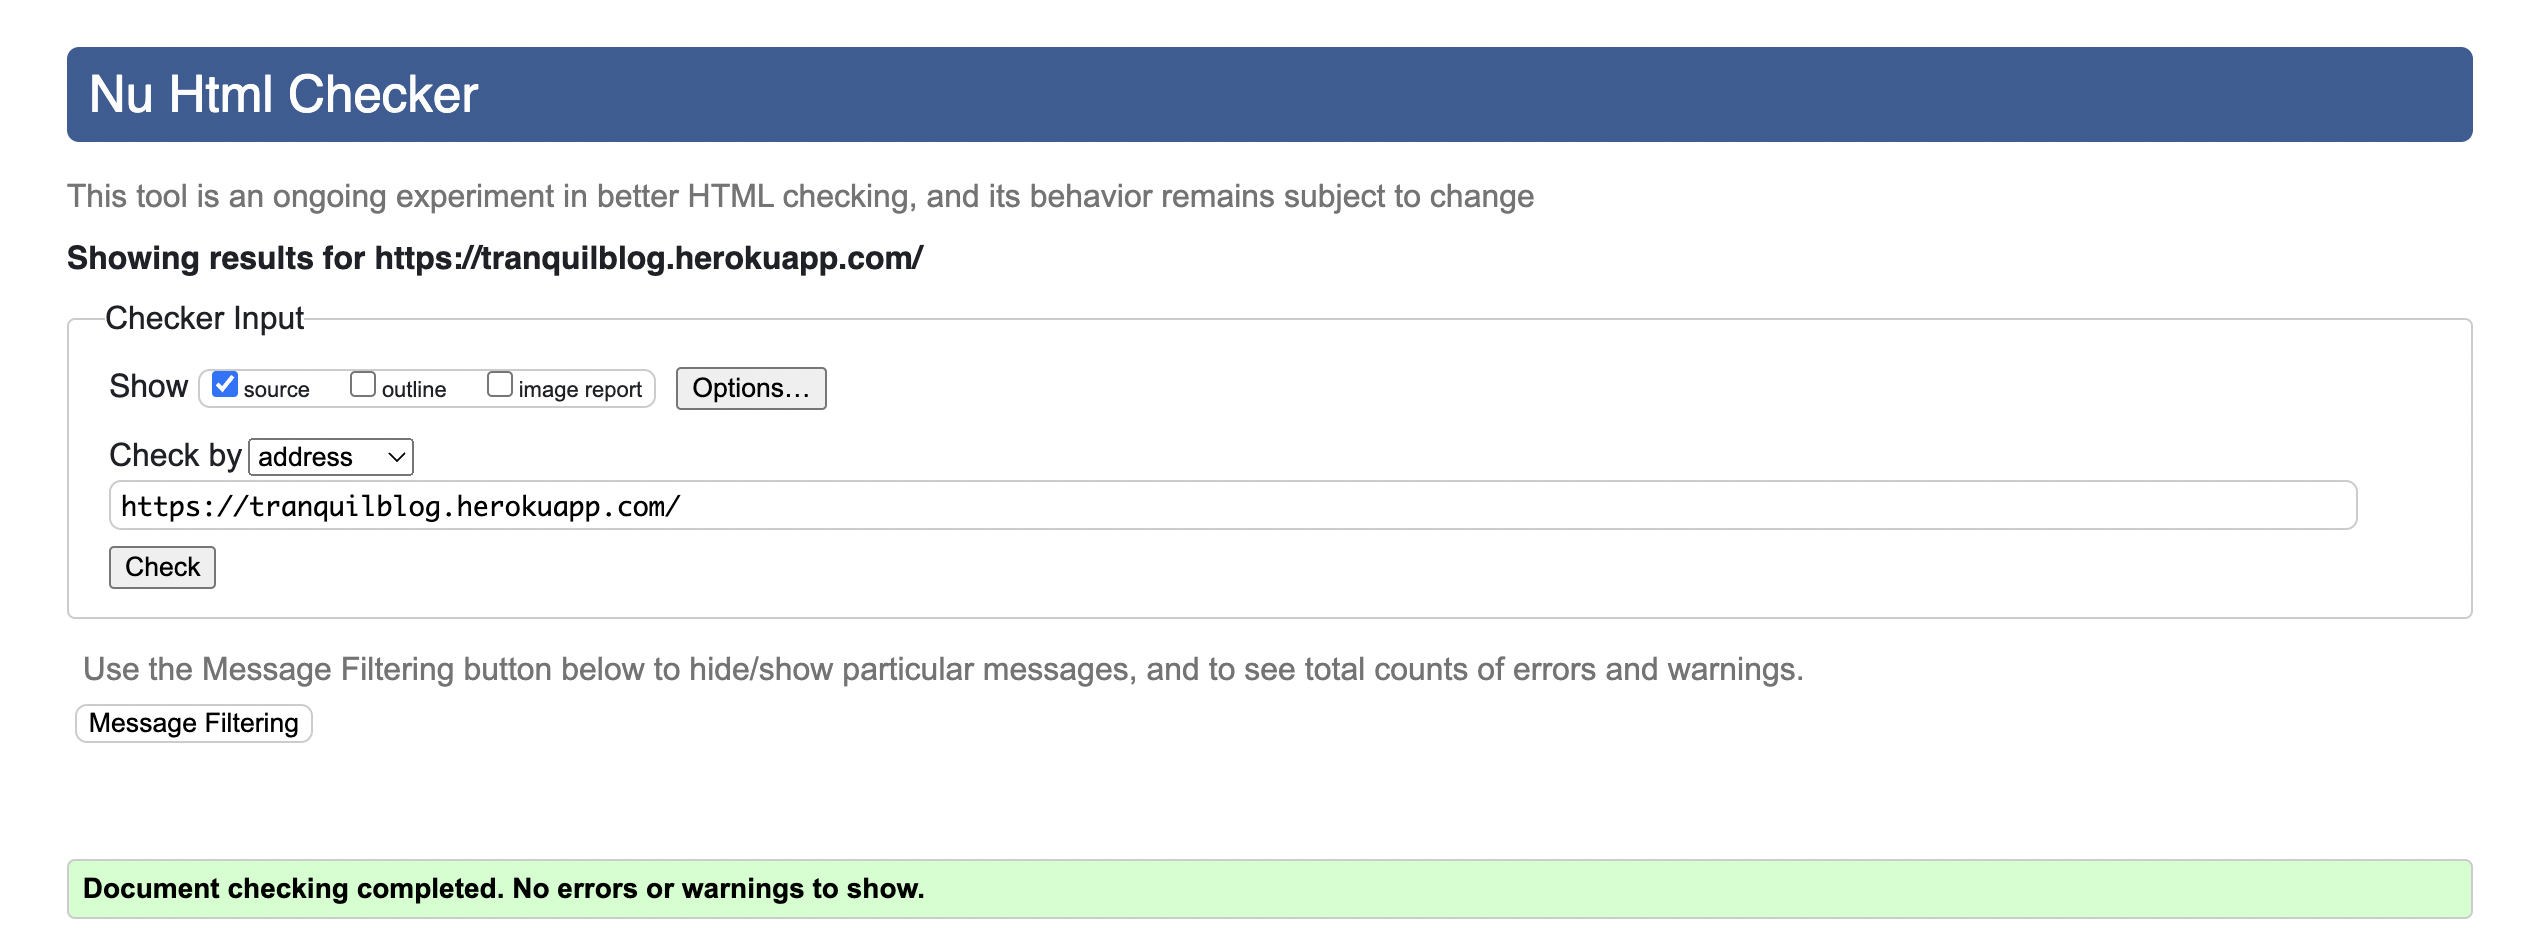 Nu Html Checker
This tool is an ongoing experiment in better HTML checking, and its behavior remains subject to change
Showing results for https://tranquilblog.herokuapp.com/
Checker Input
Show source outline image report Options…
Check by address
https://tranquilblog.herokuapp.com/
Check
Use the Message Filtering button below to hide/show particular messages, and to see total counts of errors and warnings.
Message Filtering
Document checking completed. No errors or warnings to show.